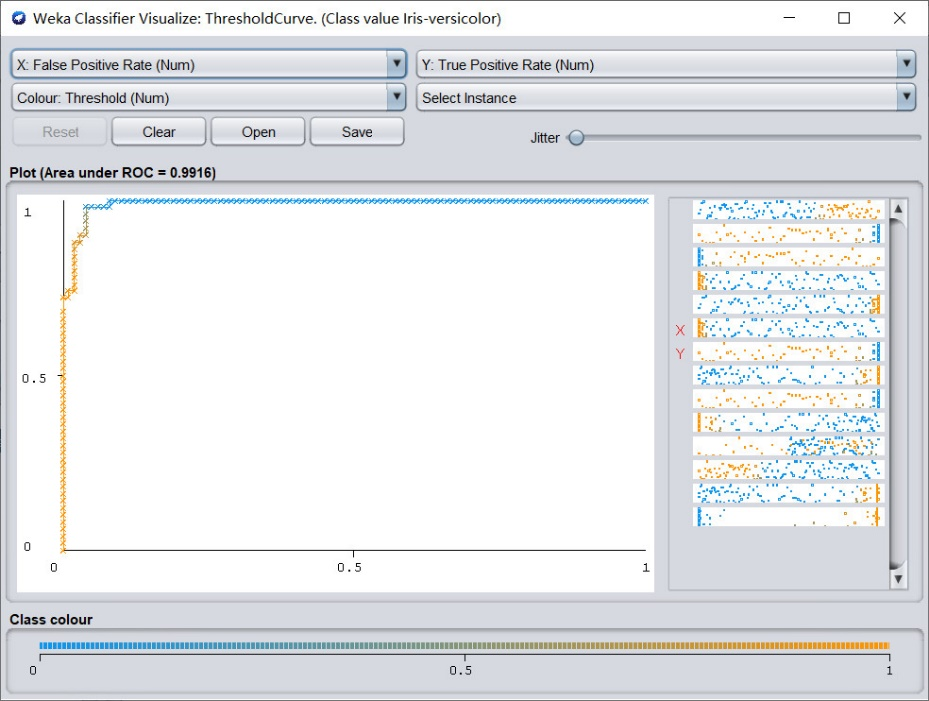 Weka Classifier Visualize: ThresholdCurve. (Class value Iris-versicolor)
X: False Positive Rate (Num)
Y: True Positive Rate (Num)
Colour: Threshold (Num)
Select Instance
Reset
Clear
Open
Save
Jitter
Plot (Area under ROC = 0.9916)
1
0.5
0
0
0.5
1
X
Y
Class colour
0
0.5
1